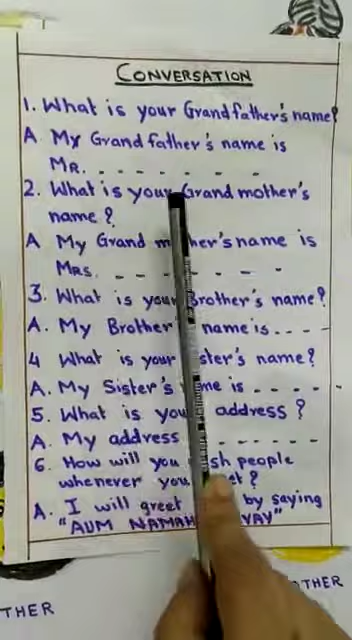 CONVERSATION
1. What is your Grandfather's name?
A. My Grand father's name is
MR. - - - - - - -
2. What is your Grand mother's
name?
A My Grand m her's name is
MRS. - - - - - -
3. What is your Brother's name?
A. My Brother name is - - - -
4 What is your ster's name?
A. My Sister's me is - - - - -
5. What is you address?
A. My address - - - - - -
6. How will you sh people
whenever you et?
A. I will greet by saying
"AUM NAMAH VAY"
THER
THER